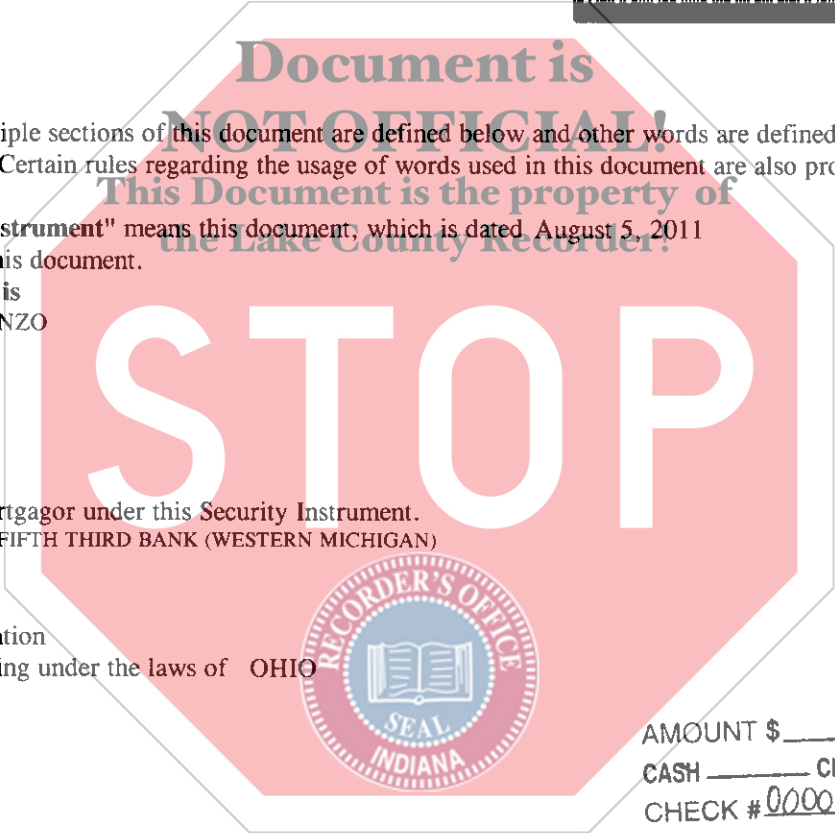 Document is
NOT OFFICIAL!
iple sections of this document are defined below and other words are defined
Certain rules regarding the usage of words used in this document are also pro
This Document is the property of
strument" means this document, which is dated August 5, 2011
the Lake County Recorder!
is document.
is
NZO
STOP
rtgagor under this Security Instrument.
FIFTH THIRD BANK (WESTERN MICHIGAN)
RECORDER'S OFFICE
tion
ing under the laws of OHIO
SEAL
INDIANA
AMOUNT $
CASH
CHECK # 0000